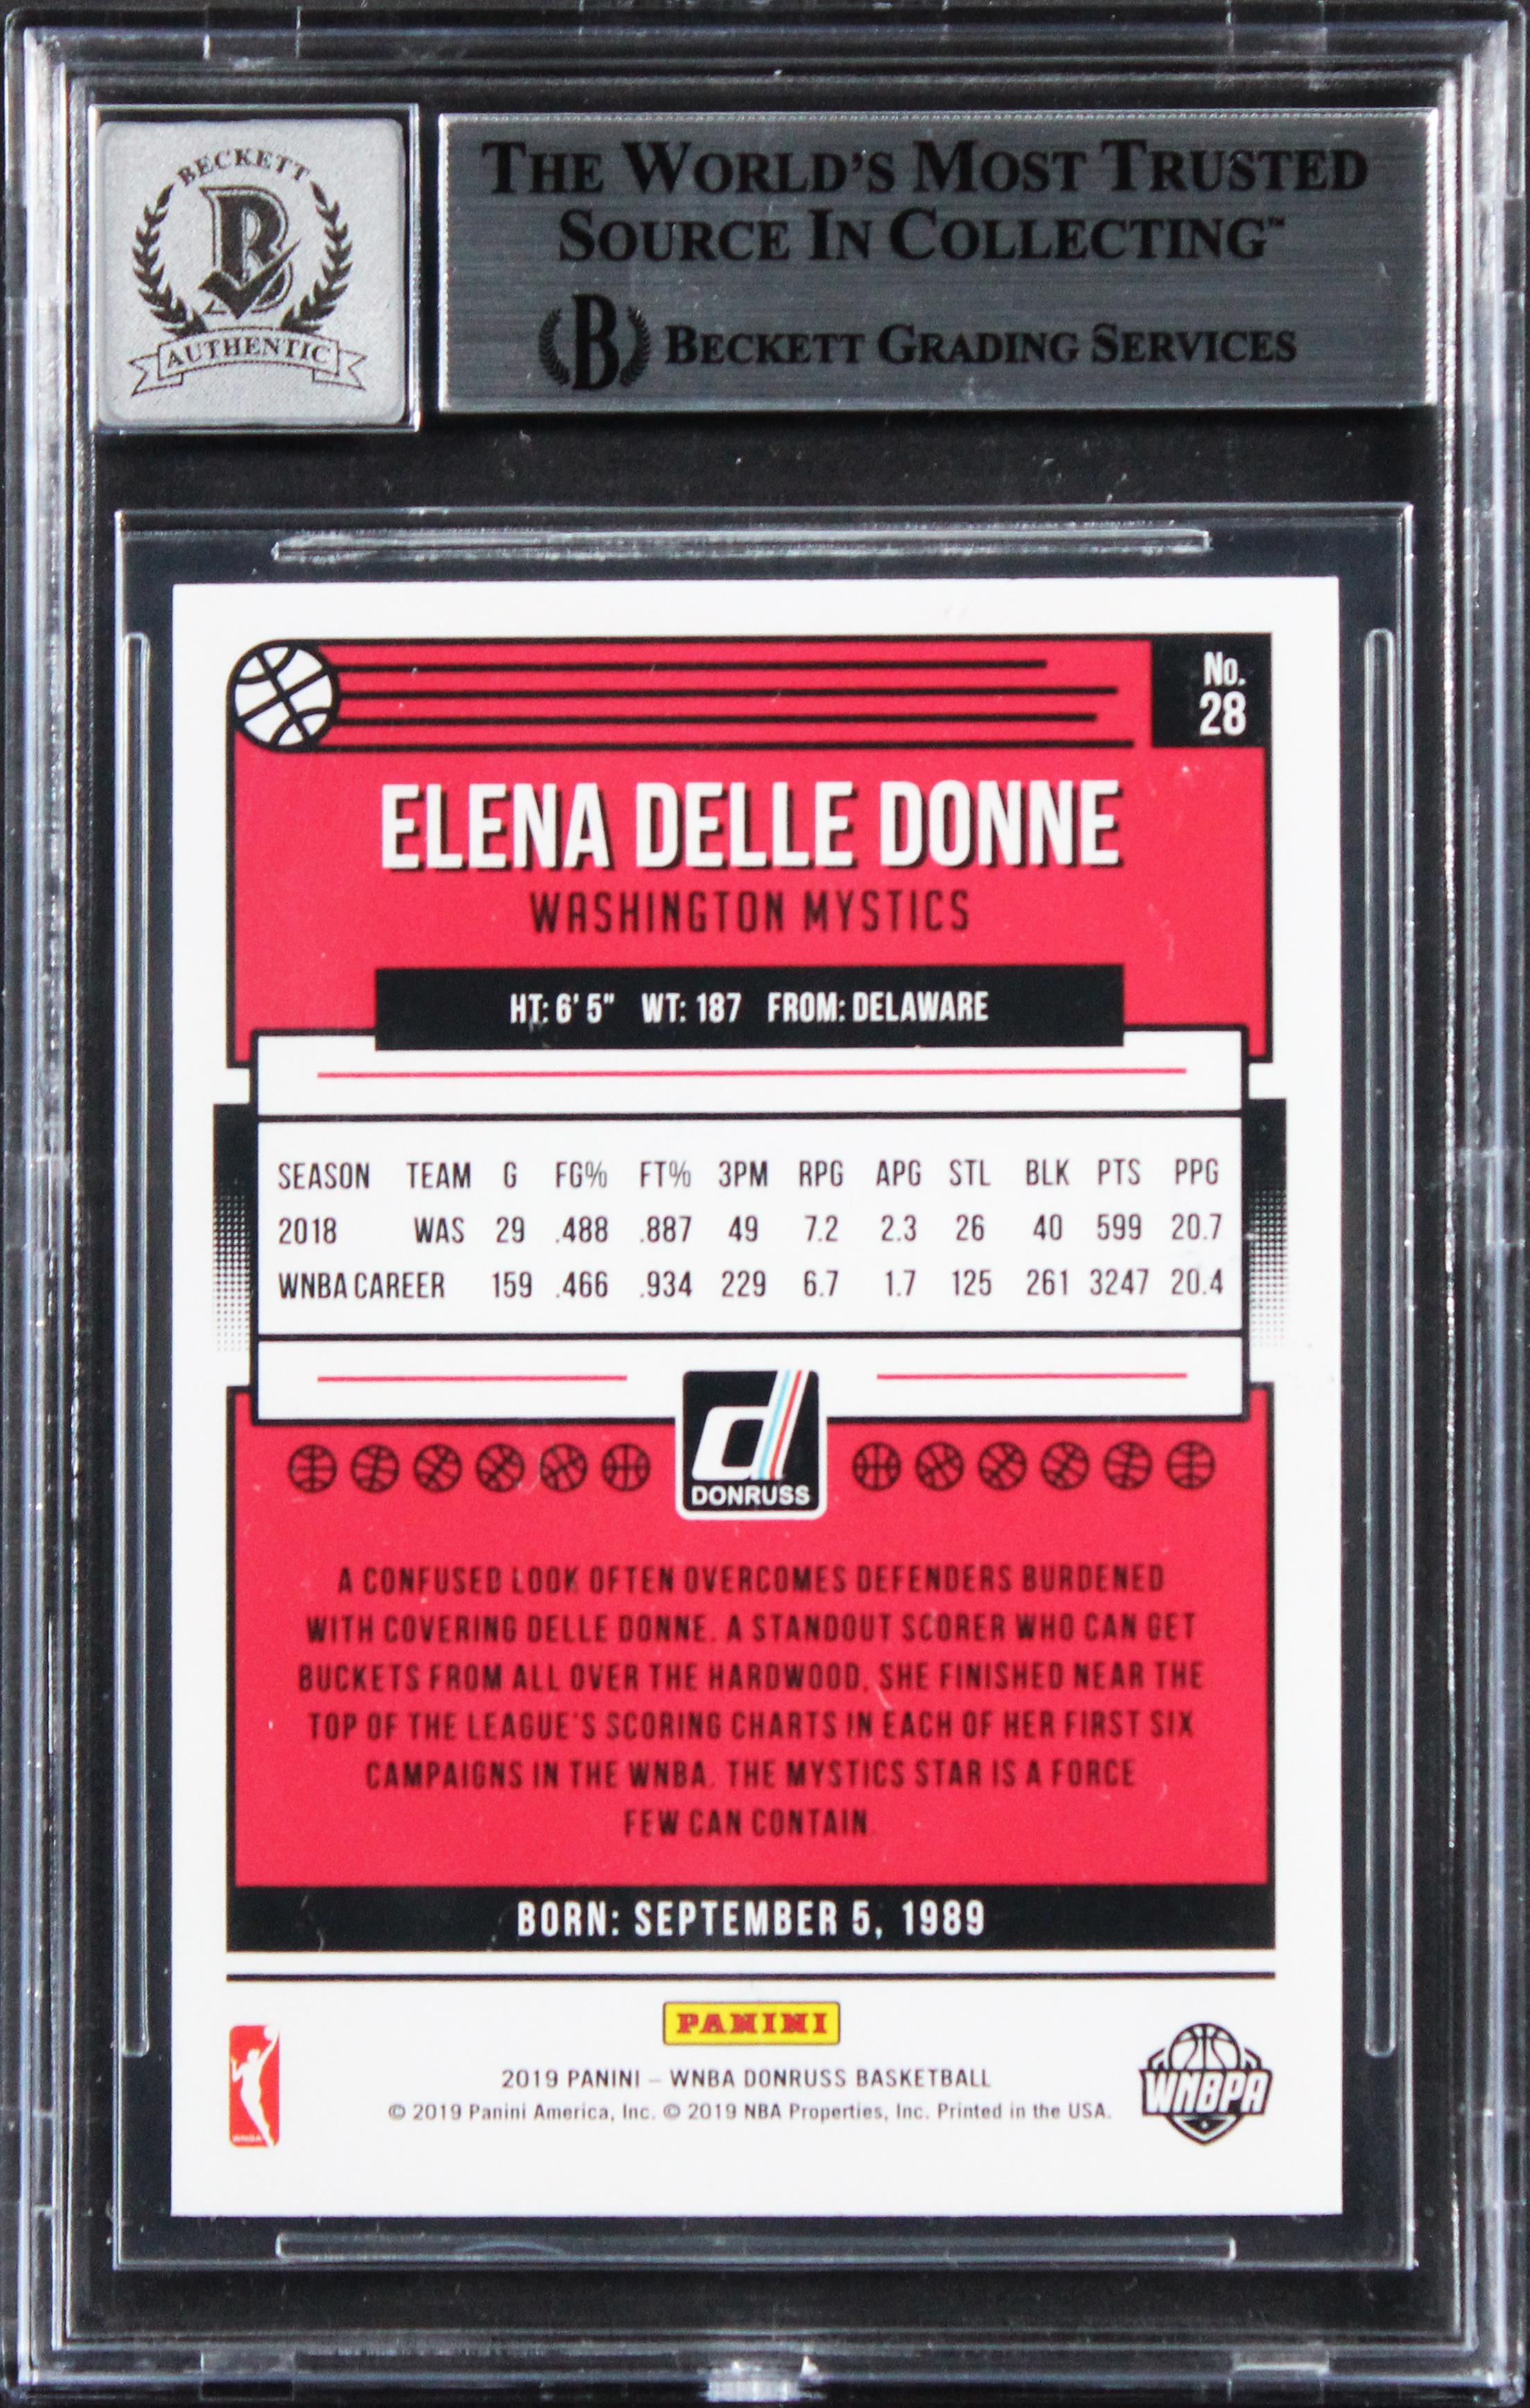 BECKETT
AUTHENTIC
THE WORLD'S MOST TRUSTED
SOURCE IN COLLECTING™
B BECKETT GRADING SERVICES
No.
28
ELENA DELLE DONNE
WASHINGTON MYSTICS
HT: 6' 5" WT: 187 FROM: DELAWARE
SEASON TEAM G FG% FT% 3PM RPG APG STL BLK PTS PPG
2018 WAS 29 .488 .887 49 7.2 2.3 26 40 599 20.7
WNBA CAREER 159 .466 .934 229 6.7 1.7 125 261 3247 20.4
d
DONRUSS
A CONFUSED LOOK OFTEN OVERCOMES DEFENDERS BURDENED
WITH COVERING DELLE DONNE. A STANDOUT SCORER WHO CAN GET
BUCKETS FROM ALL OVER THE HARDWOOD, SHE FINISHED NEAR THE
TOP OF THE LEAGUE'S SCORING CHARTS IN EACH OF HER FIRST SIX
CAMPAIGNS IN THE WNBA. THE MYSTICS STAR IS A FORCE
FEW CAN CONTAIN.
BORN: SEPTEMBER 5, 1989
PANINI
2019 PANINI – WNBA DONRUSS BASKETBALL
© 2019 Panini America, Inc. © 2019 NBA Properties, Inc. Printed in the USA.
WNBA
WNBPA